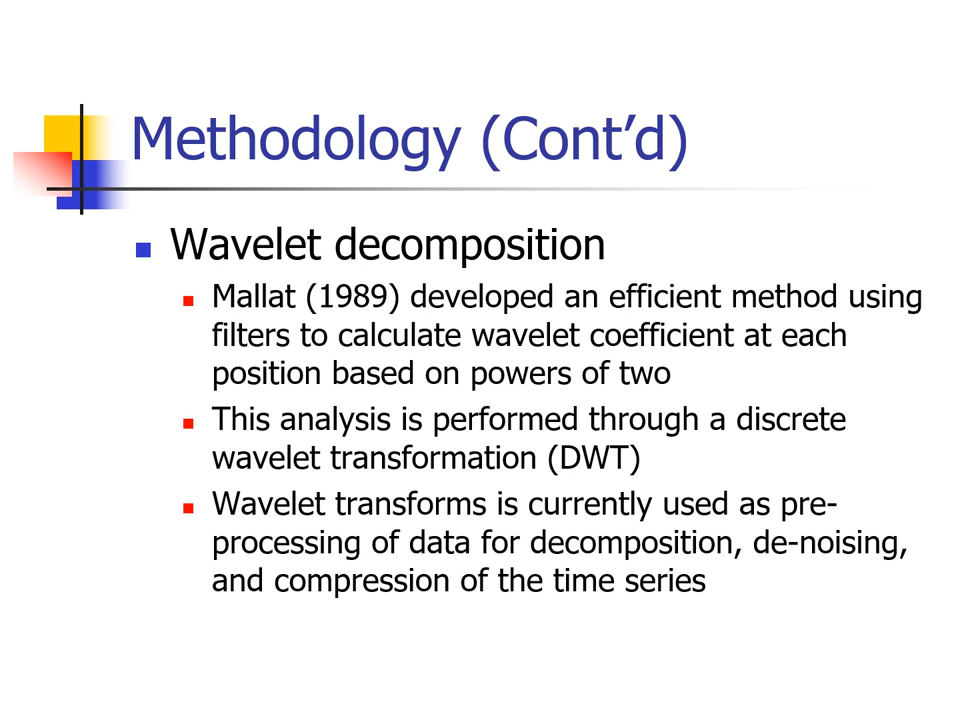 Methodology (Cont’d)
Wavelet decomposition
Mallat (1989) developed an efficient method using
filters to calculate wavelet coefficient at each
position based on powers of two
This analysis is performed through a discrete
wavelet transformation (DWT)
Wavelet transforms is currently used as pre-
processing of data for decomposition, de-noising,
and compression of the time series